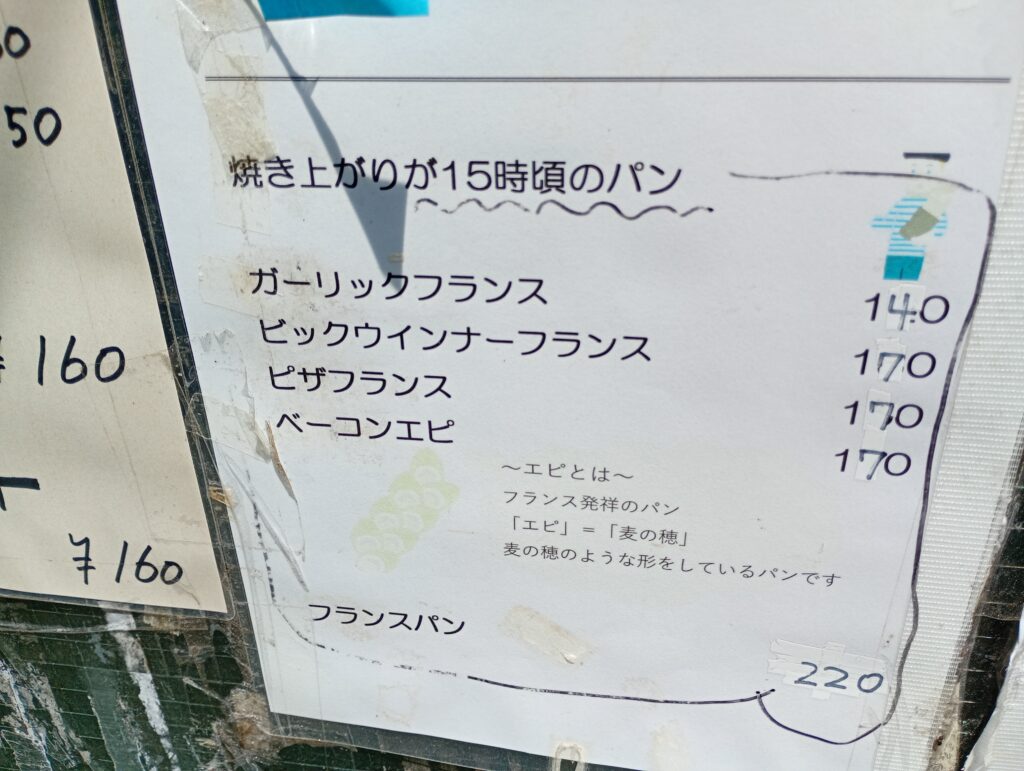 50
160
¥160
焼き上がりが15時頃のパン
ガーリックフランス 140
ビックウインナーフランス 170
ピザフランス 170
ベーコンエピ 170
～エピとは～
フランス発祥のパン
「エピ」＝「麦の穂」
麦の穂のような形をしているパンです
フランスパン 220